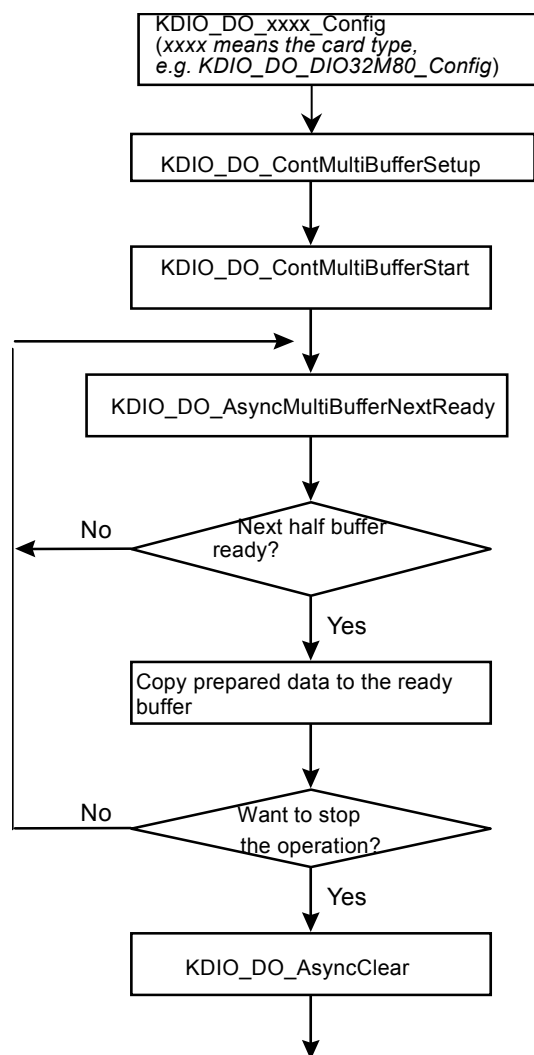 KDIO_DO_xxxx_Config
(xxxx means the card type,
e.g. KDIO_DO_DIO32M80_Config)
KDIO_DO_ContMultiBufferSetup
KDIO_DO_ContMultiBufferStart
KDIO_DO_AsyncMultiBufferNextReady
No
Next half buffer
ready?
Yes
Copy prepared data to the ready
buffer
No
Want to stop
the operation?
Yes
KDIO_DO_AsyncClear